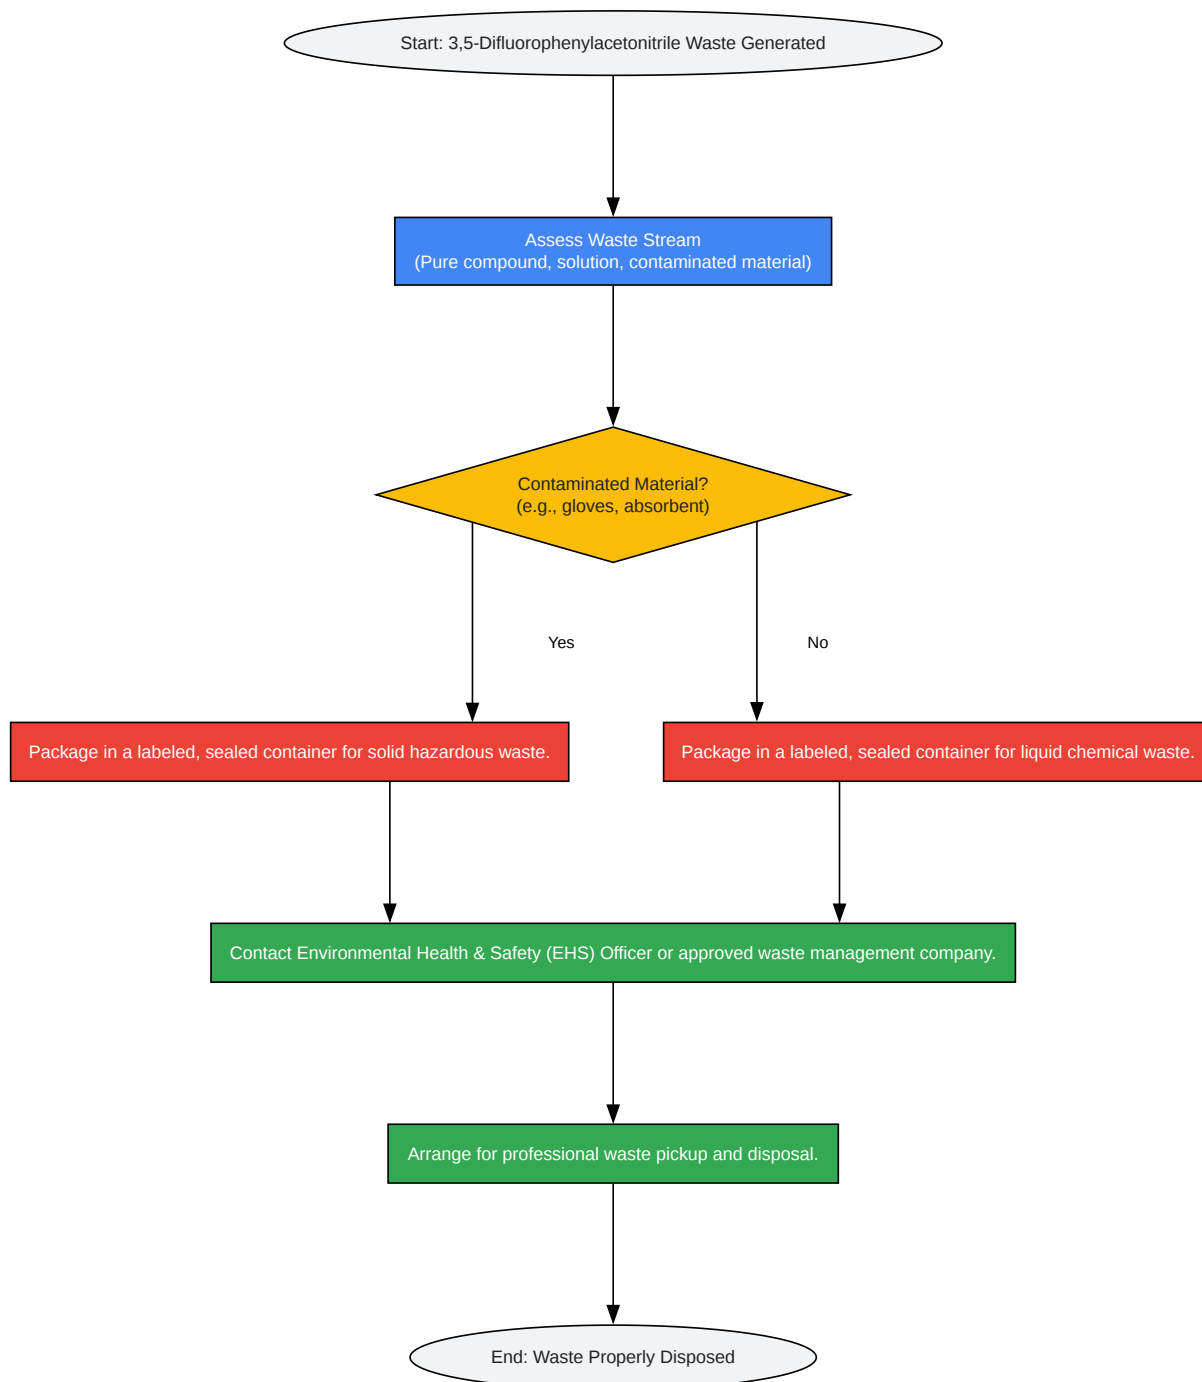 Start: 3,5-Difluorophenylacetonitrile Waste Generated
Assess Waste Stream
(Pure compound, solution, contaminated material)
Contaminated Material?
(e.g., gloves, absorbent)
Yes
No
Package in a labeled, sealed container for solid hazardous waste.
Package in a labeled, sealed container for liquid chemical waste.
Contact Environmental Health & Safety (EHS) Officer or approved waste management company.
Arrange for professional waste pickup and disposal.
End: Waste Properly Disposed